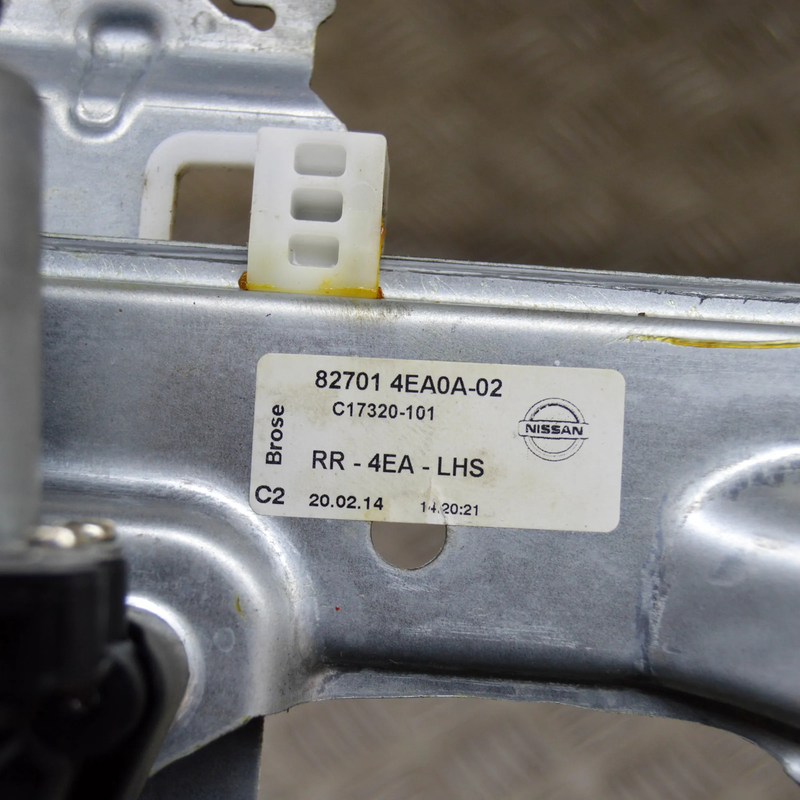 82701 4EA0A-02
C17320-101
Brose
NISSAN
RR - 4EA - LHS
C2 20.02.14 14:20:21